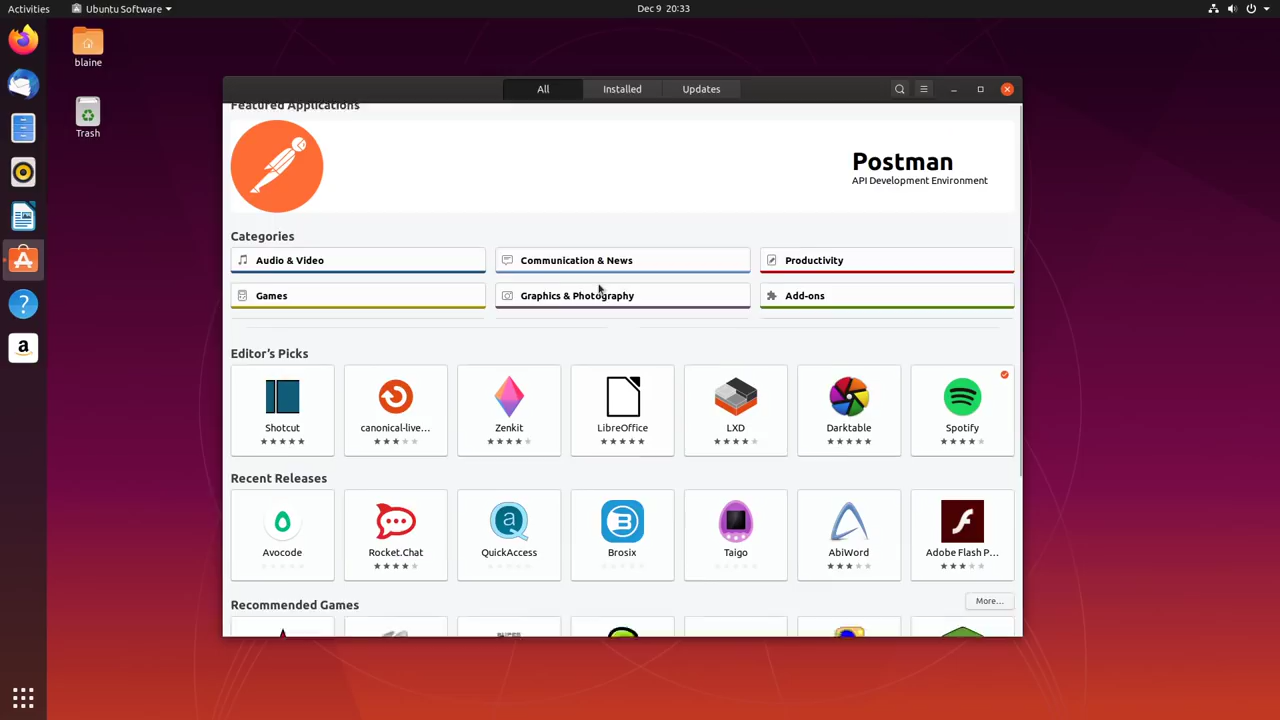 Activities
Ubuntu Software
Dec 9 20:33
blaine
Trash
All
Installed
Updates
Featured Applications
Postman
API Development Environment
Categories
Audio & Video
Communication & News
Productivity
Games
Graphics & Photography
Add-ons
Editor's Picks
Shotcut
canonical-live...
Zenkit
LibreOffice
LXD
Darktable
Spotify
Recent Releases
Avocode
Rocket.Chat
QuickAccess
Brosix
Taigo
AbiWord
Adobe Flash P...
Recommended Games
More...